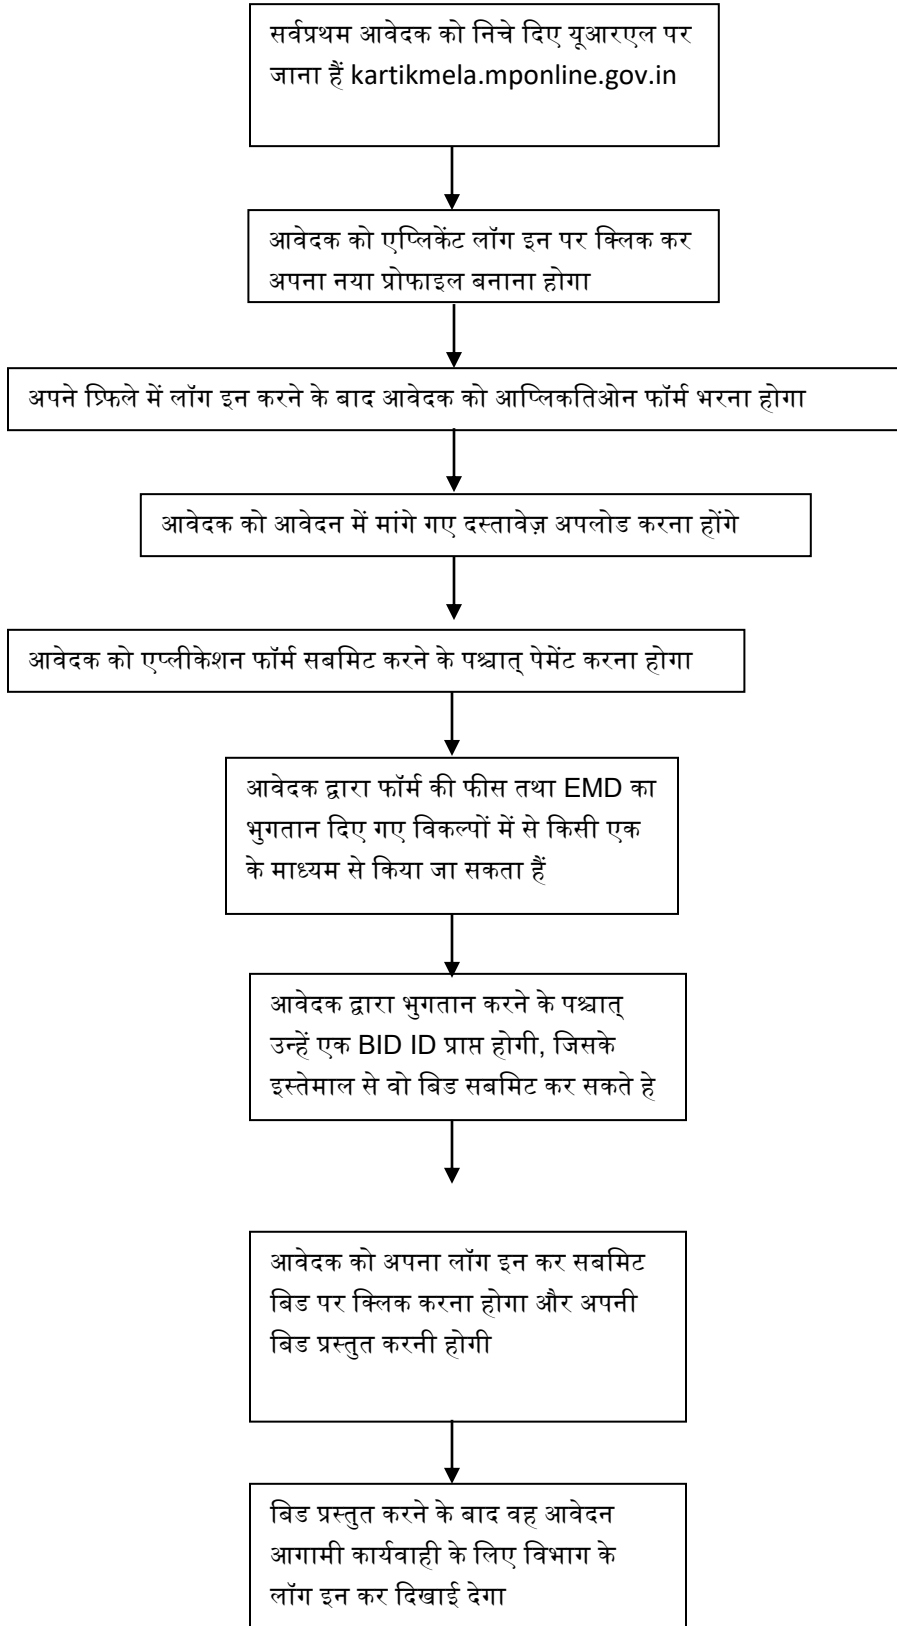 सर्वप्रथम आवेदक को निचे दिए यूआरएल पर
जाना हैं kartikmela.mponline.gov.in
आवेदक को एप्लिकेंट लॉग इन पर क्लिक कर
अपना नया प्रोफाइल बनाना होगा
अपने प्रिफिले में लॉग इन करने के बाद आवेदक को आप्लिकतिओन फॉर्म भरना होगा
आवेदक को आवेदन में मांगे गए दस्तावेज़ अपलोड करना होंगे
आवेदक को एप्लीकेशन फॉर्म सबमिट करने के पश्चात् पेमेंट करना होगा
आवेदक द्वारा फॉर्म की फीस तथा EMD का
भुगतान दिए गए विकल्पों में से किसी एक
के माध्यम से किया जा सकता हैं
आवेदक द्वारा भुगतान करने के पश्चात्
उन्हें एक BID ID प्राप्त होगी, जिसके
इस्तेमाल से वो बिड सबमिट कर सकते हे
आवेदक को अपना लॉग इन कर सबमिट
बिड पर क्लिक करना होगा और अपनी
बिड प्रस्तुत करनी होगी
बिड प्रस्तुत करने के बाद वह आवेदन
आगामी कार्यवाही के लिए विभाग के
लॉग इन कर दिखाई देगा